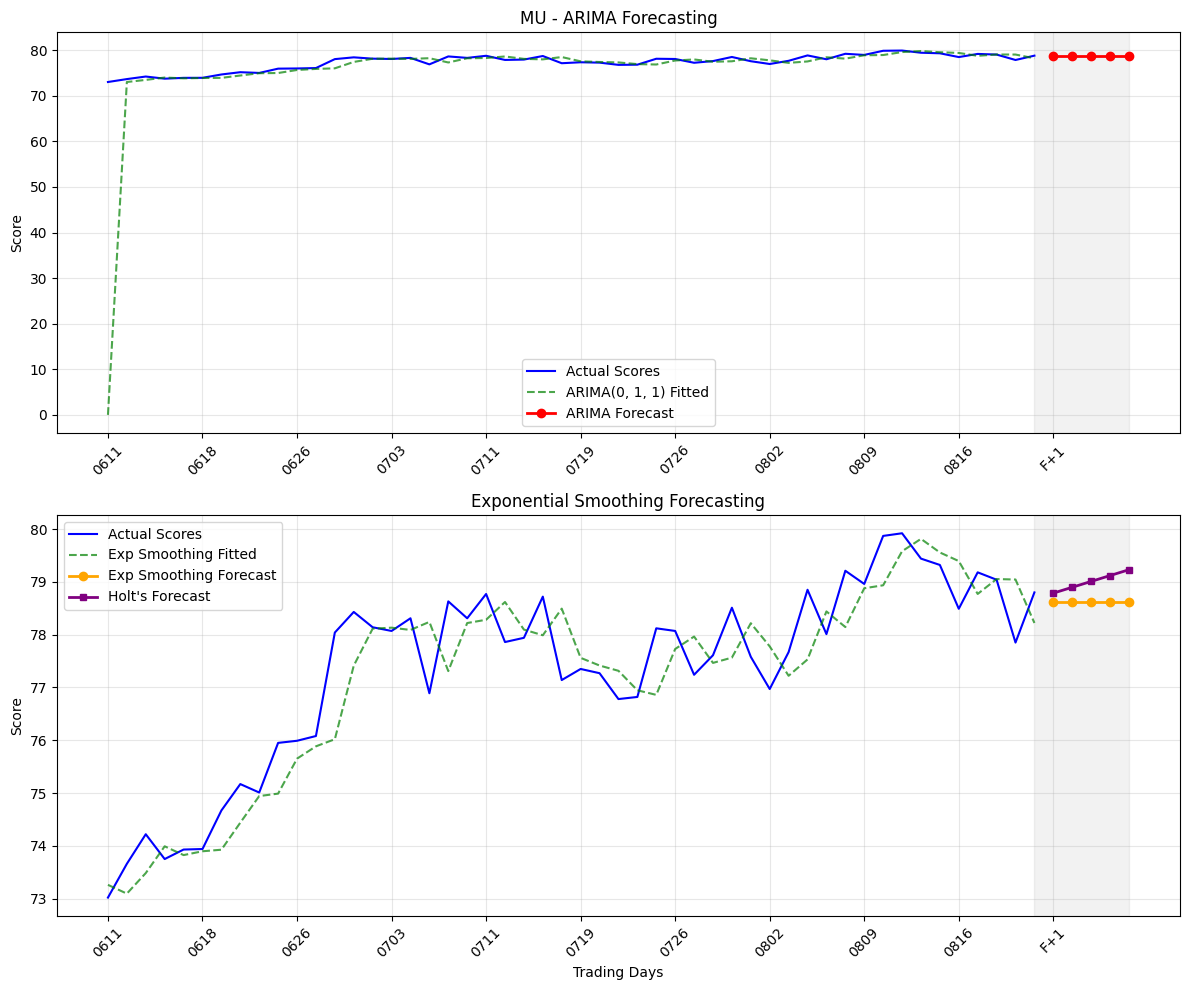 MU - ARIMA Forecasting
Score
80
70
60
50
40
30
20
10
0
Actual Scores
ARIMA(0, 1, 1) Fitted
ARIMA Forecast
0611
0618
0626
0703
0711
0719
0726
0802
0809
0816
F+1
Exponential Smoothing Forecasting
Score
80
79
78
77
76
75
74
73
Actual Scores
Exp Smoothing Fitted
Exp Smoothing Forecast
Holt's Forecast
0611
0618
0626
0703
0711
0719
0726
0802
0809
0816
F+1
Trading Days